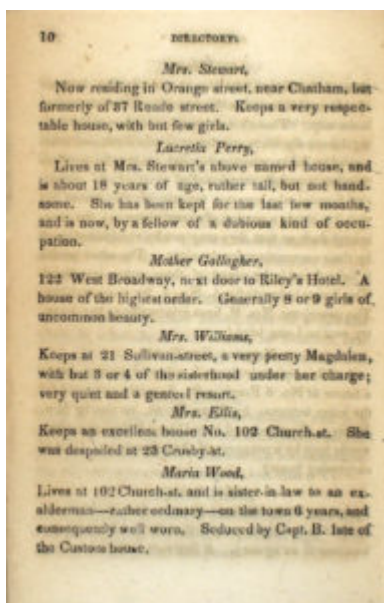 10 DIRECTORY.
Mrs. Stewart,
Now residing in Orange street, near Chatham, but
formerly of 87 Reade street. Keeps a very respec-
table house, with but few girls.
Lucretia Perry,
Lives at Mrs. Stewart's above named house, and
is about 18 years of age, rather tall, but not hand-
some. She has been kept for the last few months,
and is now, by a fellow of a dubious kind of occu-
pation.
Mother Gallagher,
122 West Broadway, next door to Riley's Hotel. A
house of the highest order. Generally 8 or 9 girls of
uncommon beauty.
Mrs. Williams,
Keeps at 21 Sullivan-street, a very pretty Magdalen,
with but 3 or 4 of the sisterhood under her charge;
very quiet and a genteel resort.
Mrs. Ellis,
Keeps an excellent house No. 102 Church-st. She
was despoiled at 23 Crosby-st.
Maria Wood,
Lives at 102 Church-st. and is sister-in-law to an ex-
alderman—rather ordinary—on the town 6 years, and
consequently well worn. Seduced by Capt. B. late of
the Custom house.